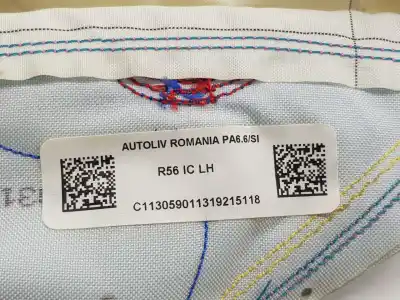 AUTOLIV ROMANIA PA6.6/SI
R56 IC LH
C113059011319215118